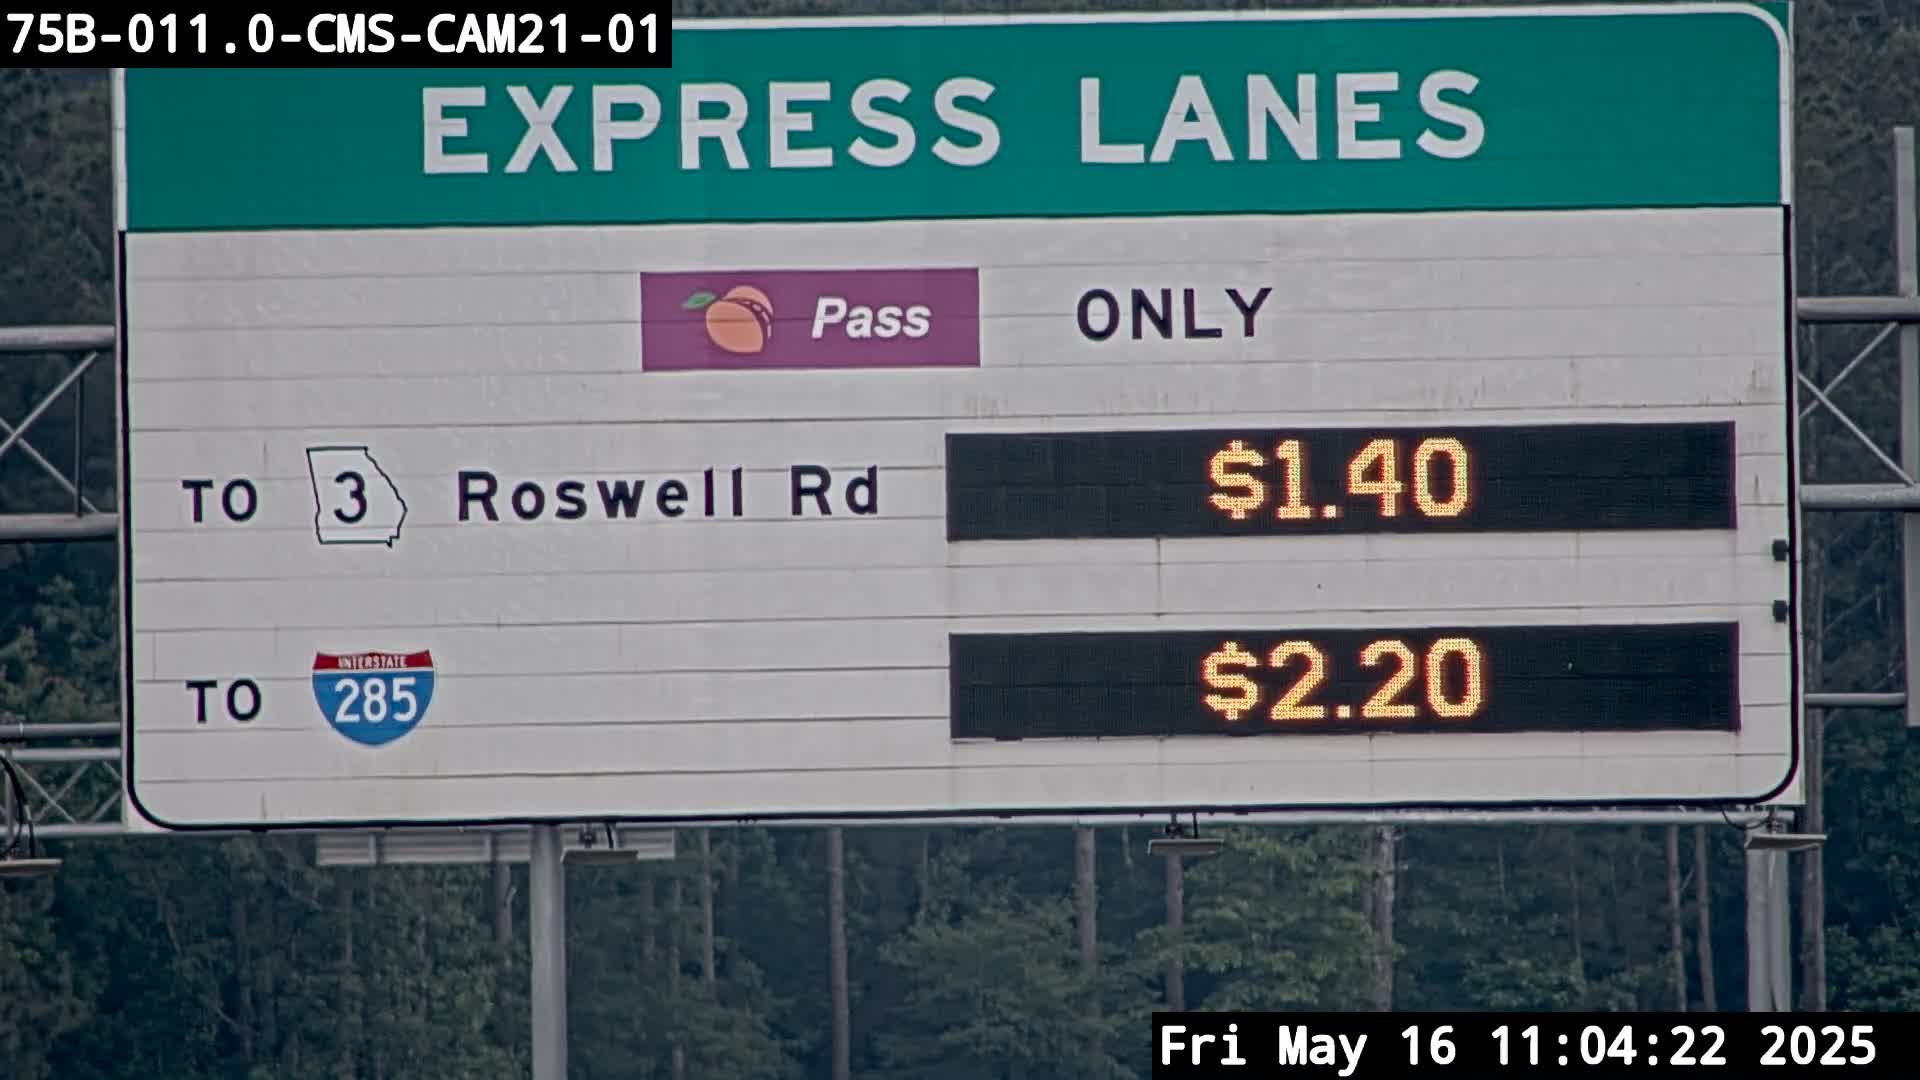 75B-011.0-CMS-CAM21-01
EXPRESS LANES
Pass ONLY
TO 3 Roswell Rd $1.40
INTERSTATE
TO 285 $2.20
Fri May 16 11:04:22 2025